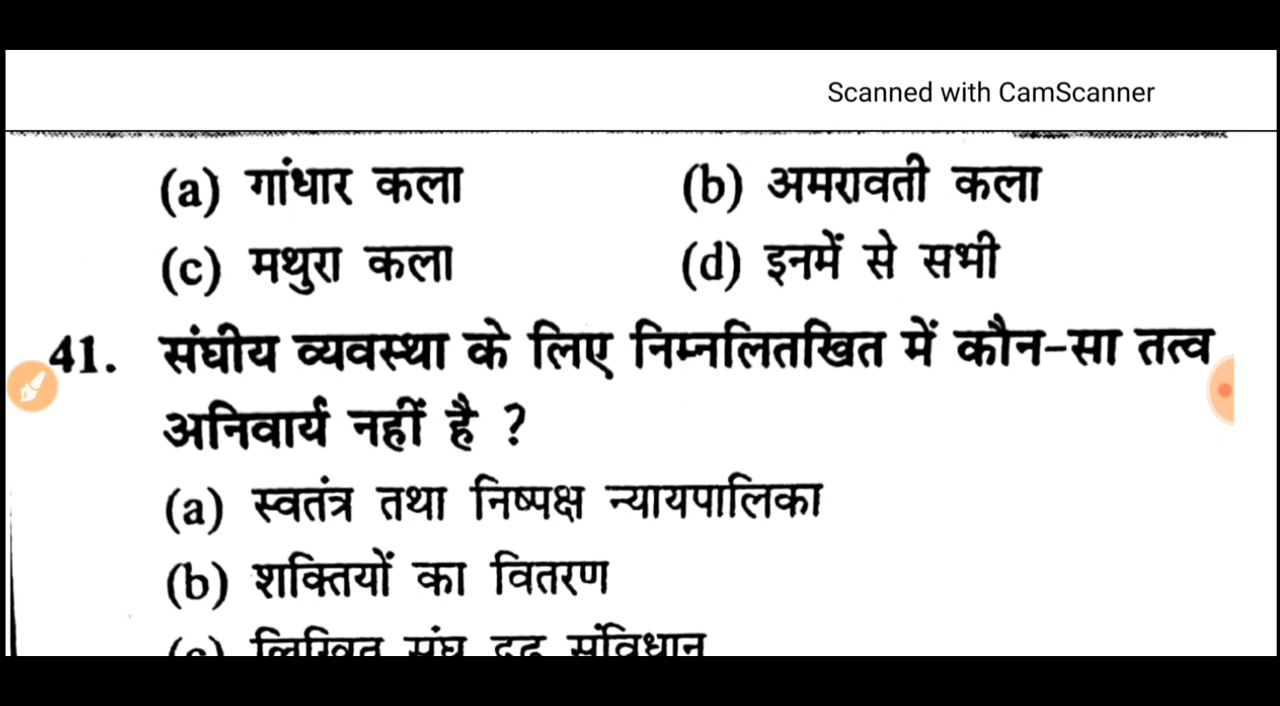 Scanned with CamScanner
(a) गांधार कला (b) अमरावती कला
(c) मथुरा कला (d) इनमें से सभी
41. संघीय व्यवस्था के लिए निम्नलितखित में कौन-सा तत्व
अनिवार्य नहीं है ?
(a) स्वतंत्र तथा निष्पक्ष न्यायपालिका
(b) शक्तियों का वितरण
(c) लिखित संघ दृढ़ संविधान